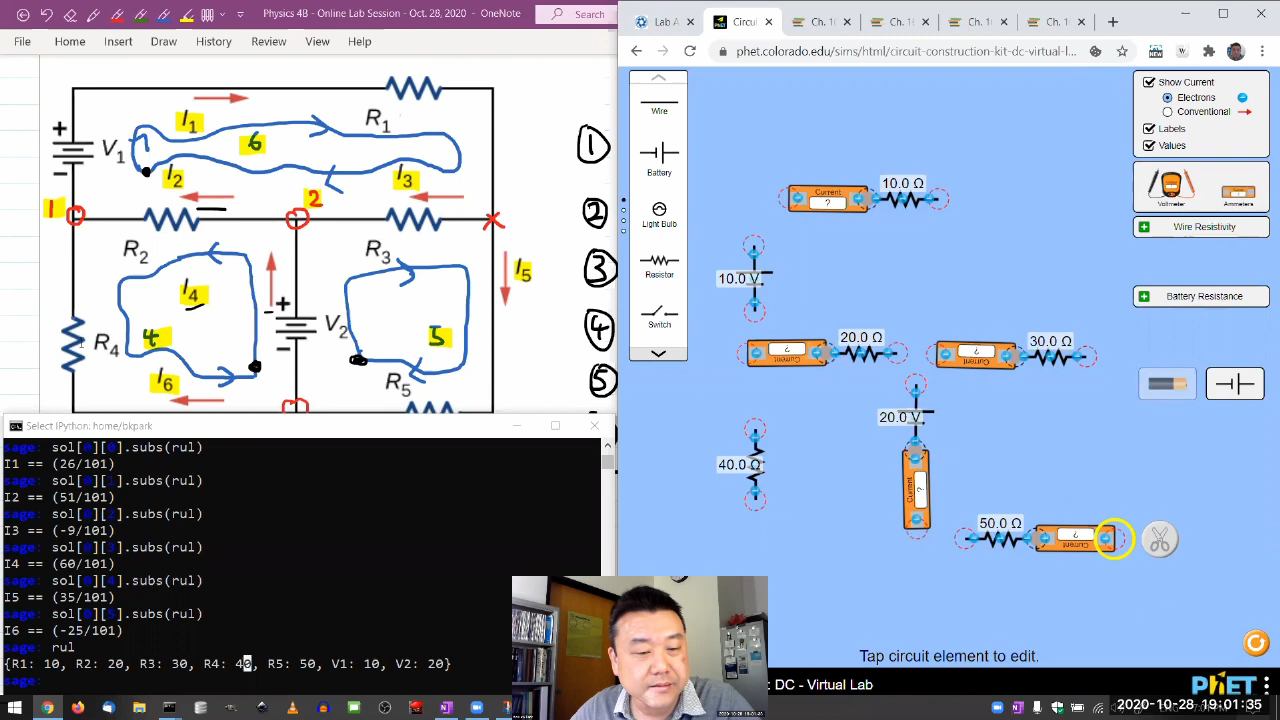 Physics 4B - V2_Lab Session, Oct. 28, 2020 - OneNote
Search
File
Home
Insert
Draw
History
Review
View
Help
+
V1
-
I1
6
R1
I2
I3
1
2
R2
R3
I5
I4
+
V2
-
4
5
R4
I6
R5
1
2
3
4
5
Select IPython: home/bkpark
sage: sol[0][0].subs(rul)
I1 == (26/101)
sage: sol[0][1].subs(rul)
I2 == (51/101)
sage: sol[0][2].subs(rul)
I3 == (-9/101)
sage: sol[0][3].subs(rul)
I4 == (60/101)
sage: sol[0][4].subs(rul)
I5 == (35/101)
sage: sol[0][5].subs(rul)
I6 == (-25/101)
sage: rul
{R1: 10, R2: 20, R3: 30, R4: 40, R5: 50, V1: 10, V2: 20}
sage:
Lab A
Circui
Ch. 10
Ch. 10
Ch. 10
phet.colorado.edu/sims/html/circuit-construction-kit-dc-virtual-l...
Wire
Battery
Light Bulb
Resistor
Switch
Current
?
10.0 Ω
10.0 V
Current
?
20.0 Ω
Current
?
30.0 Ω
20.0 V
40.0 Ω
Current
?
50.0 Ω
Current
?
Show Current
Electrons
Conventional
Labels
Values
Voltmeter
Ammeters
Wire Resistivity
Battery Resistance
Tap circuit element to edit.
: DC - Virtual Lab
PhET
2020-10-28 19:01:35